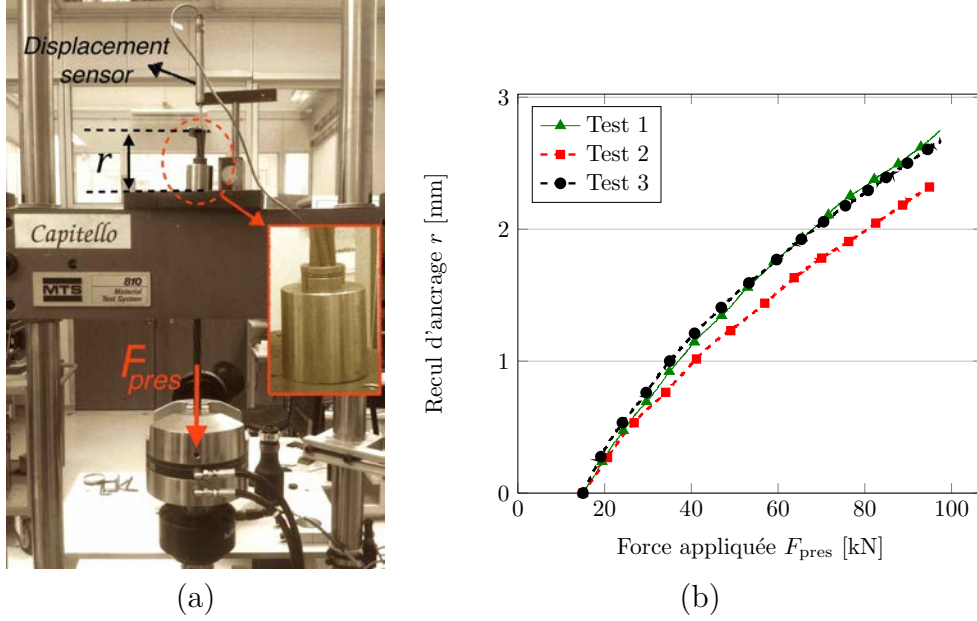 Displacement
sensor
r
Capitello
MTS
810
Material
Test System
F
pres
(a)
3
2
1
0
0
20
40
60
80
100
Test 1
Test 2
Test 3
Recul d'ancrage r [mm]
Force appliquée Fpres [kN]
(b)